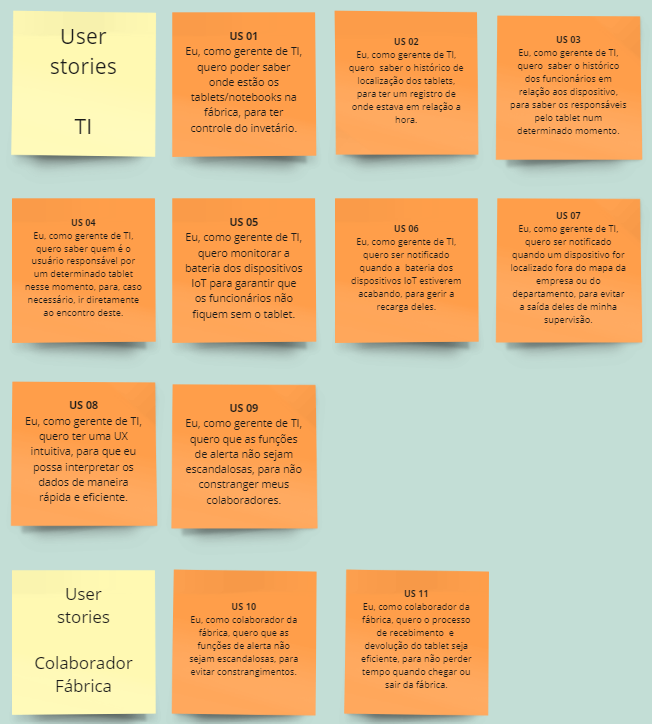 User
stories
TI
US 01
Eu, como gerente de TI,
quero poder saber
onde estão os
tablets/notebooks na
fábrica, para ter
controle do invetário.
US 02
Eu, como gerente de TI,
quero saber o histórico de
localização dos tablets,
para ter um registro de
onde estava em relação a
hora.
US 03
Eu, como gerente de TI,
quero saber o histórico
dos funcionários em
relação aos dispositivo,
para saber os responsáveis
pelo tablet num
determinado momento.
US 04
Eu, como gerente de TI,
quero saber quem é o
usuário responsável por
um determinado tablet
nesse momento, para, caso
necessário, ir diretamente
ao encontro deste.
US 05
Eu, como gerente de TI,
quero monitorar a
bateria dos dispositivos
IoT para garantir que
os funcionários não
fiquem sem o tablet.
US 06
Eu, como gerente de TI,
quero ser notificado
quando a bateria dos
dispositivos IoT estiverem
acabando, para gerir a
recarga deles.
US 07
Eu, como gerente de TI,
quero ser notificado
quando um dispositivo for
localizado fora do mapa da
empresa ou do
departamento, para evitar
a saída deles de minha
supervisão.
US 08
Eu, como gerente de TI,
quero ter uma UX
intuitiva, para que eu
possa interpretar os
dados de maneira
rápida e eficiente.
US 09
Eu, como gerente de TI,
quero que as funções
de alerta não sejam
escandalosas, para não
constranger meus
colaboradores.
User
stories
Colaborador
Fábrica
US 10
Eu, como colaborador da
fábrica, quero que as
funções de alerta não
sejam escandalosas, para
evitar constrangimentos.
US 11
Eu, como colaborador da
fábrica, quero o processo
de recebimento e
devolução do tablet seja
eficiente, para não perder
tempo quando chegar ou
sair da fábrica.